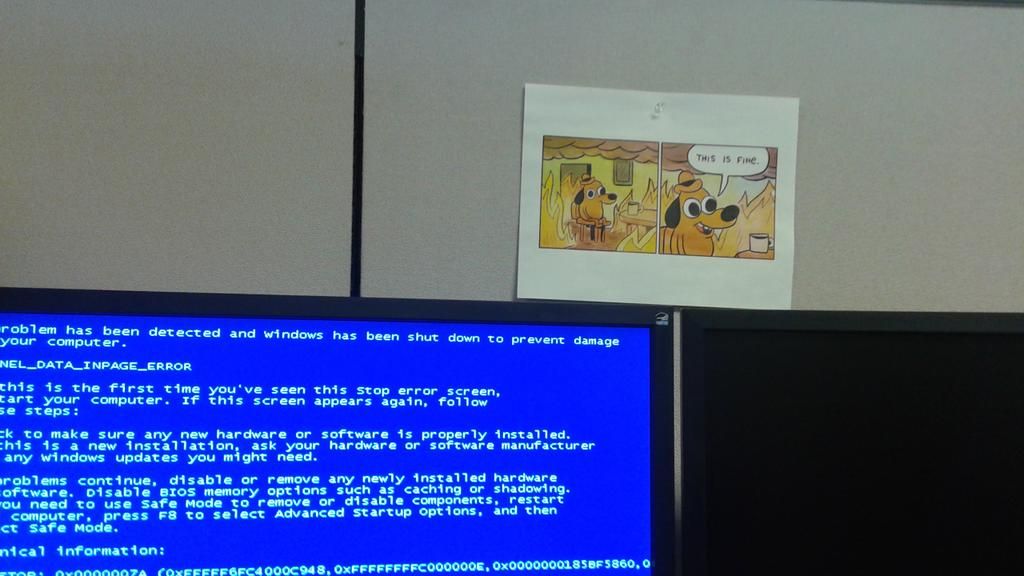 THIS IS FINE.
roblem has been detected and windows has been shut down to prevent damage
your computer.
NEL_DATA_INPAGE_ERROR
this is the first time you've seen this Stop error screen,
tart your computer. If this screen appears again, follow
se steps:
ck to make sure any new hardware or software is properly installed.
this is a new installation, ask your hardware or software manufacturer
any windows updates you might need.
roblems continue, disable or remove any newly installed hardware
oftware. Disable BIOS memory options such as caching or shadowing.
ou need to use Safe Mode to remove or disable components, restart
computer, press F8 to select Advanced Startup Options, and then
ct Safe Mode.
nical information:
STOP: 0x0000007A (0xFFFFF6FC4000C948,0xFFFFFFFFC000000E,0x0000000185BF5860,0